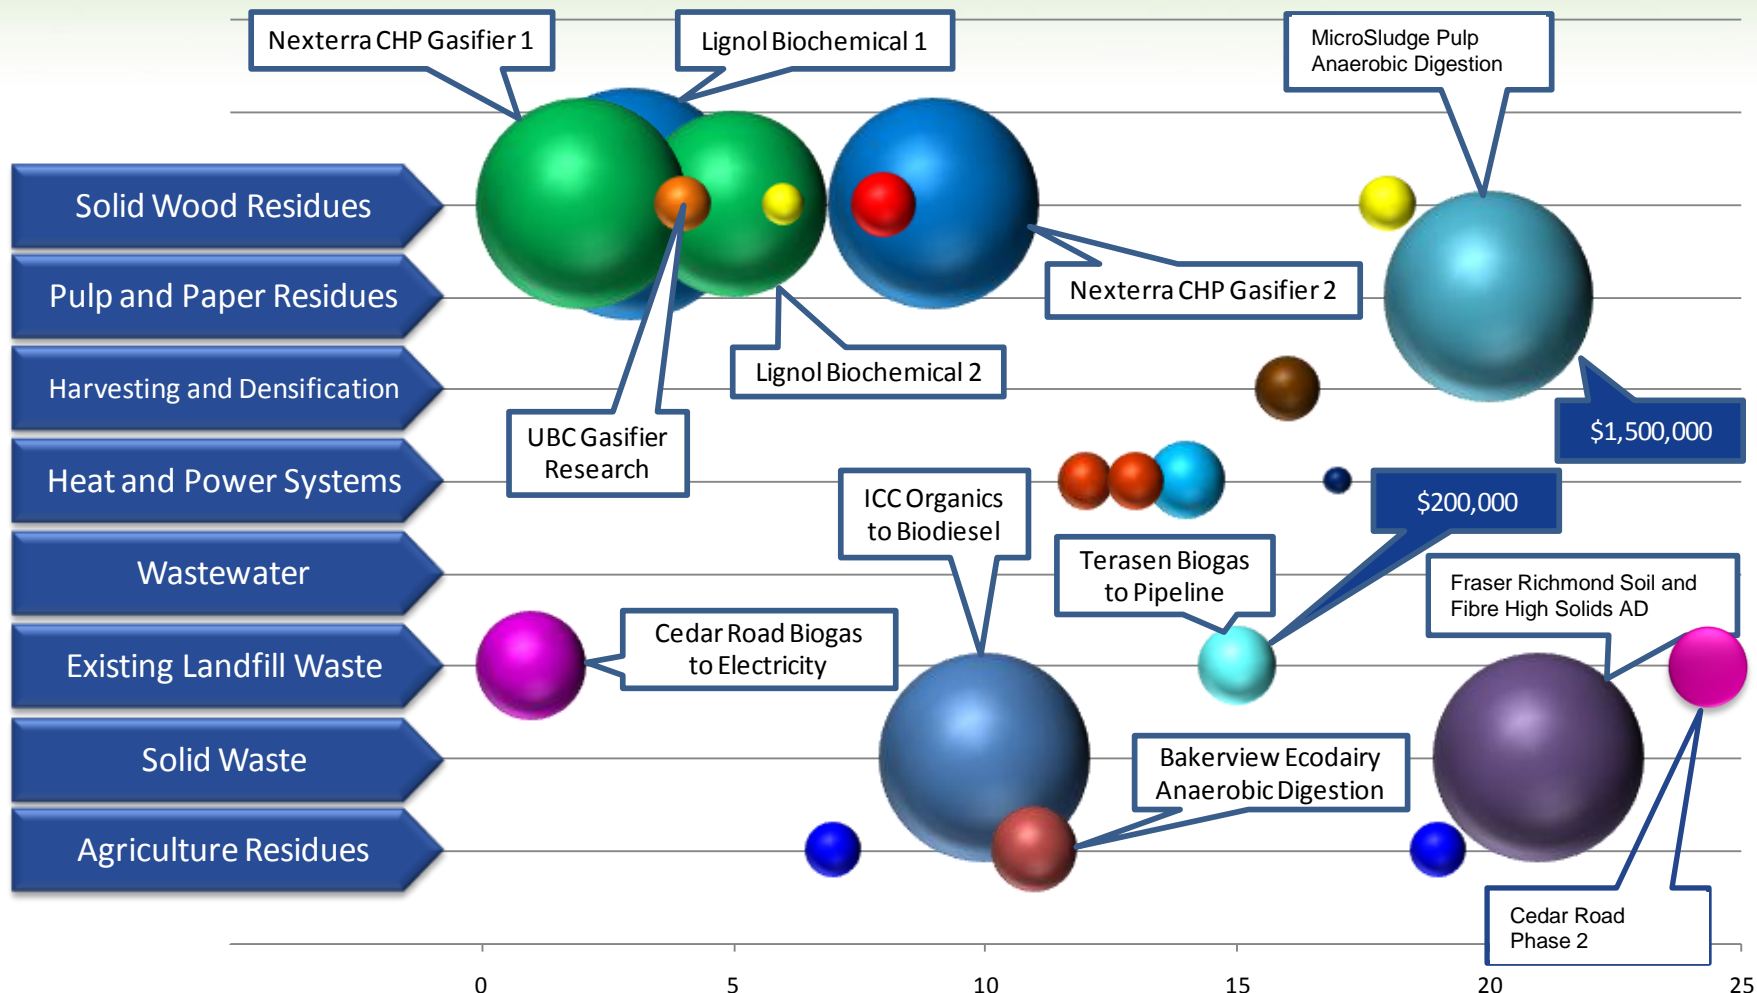 Nexterra CHP Gasifier 1
Lignol Biochemical 1
MicroSludge Pulp
Anaerobic Digestion
Solid Wood Residues
Pulp and Paper Residues
Nexterra CHP Gasifier 2
Lignol Biochemical 2
Harvesting and Densification
$1,500,000
UBC Gasifier
Research
Heat and Power Systems
ICC Organics
to Biodiesel
$200,000
Wastewater
Terasen Biogas
to Pipeline
Fraser Richmond Soil and
Fibre High Solids AD
Existing Landfill Waste
Cedar Road Biogas
to Electricity
Solid Waste
Bakerview Ecodairy
Anaerobic Digestion
Agriculture Residues
Cedar Road
Phase 2
0 5 10 15 20 25